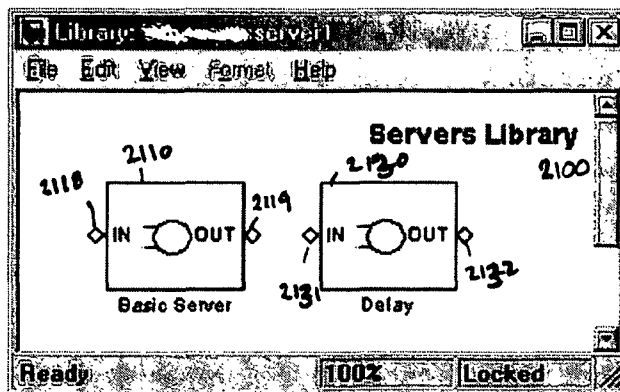 Library: server1
File Edit View Format Help
Servers Library
2100
2110
2130
2118
2119
IN OUT
IN OUT
2131
2132
Basic Server
Delay
Ready 100% Locked